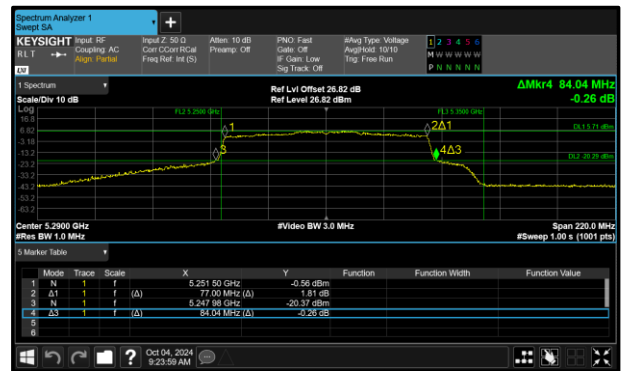 Spectrum Analyzer 1
Swept SA
+
KEYSIGHT Input: RF Input Z: 50 Ω Atten: 10 dB PNO: Fast #Avg Type: Voltage 1 2 3 4 5 6
RLT Coupling: AC Corr CCorr RCal Preamp: Off Gate: Off Avg|Hold: 10/10 M W W W W W
Align: Partial Freq Ref: Int (S) IF Gain: Low Trig: Free Run
Sig Track: Off P N N N N N
1 Spectrum Ref Lvl Offset 26.82 dB ΔMkr4 84.04 MHz
Scale/Div 10 dB Ref Level 26.82 dBm -0.26 dB
Log
16.8 FL2 5.2500 GHz FL3 5.3500 GHz
6.82 1 2Δ1 DL1 5.71 dBm
-3.18
-13.2 3 4Δ3 DL2 -20.29 dBm
-23.2
-33.2
-43.2
-53.2
-63.2
Center 5.2900 GHz #Video BW 3.0 MHz Span 220.0 MHz
#Res BW 1.0 MHz #Sweep 1.00 s (1001 pts)
5 Marker Table
Mode Trace Scale X Y Function Function Width Function Value
1 N 1 f 5.251 50 GHz -0.56 dBm
2 Δ1 1 f (Δ) 77.00 MHz (Δ) 1.81 dB
3 N 1 f 5.247 98 GHz -20.37 dBm
4 Δ3 1 f (Δ) 84.04 MHz (Δ) -0.26 dB
5
6
? Oct 04, 2024
9:23:59 AM